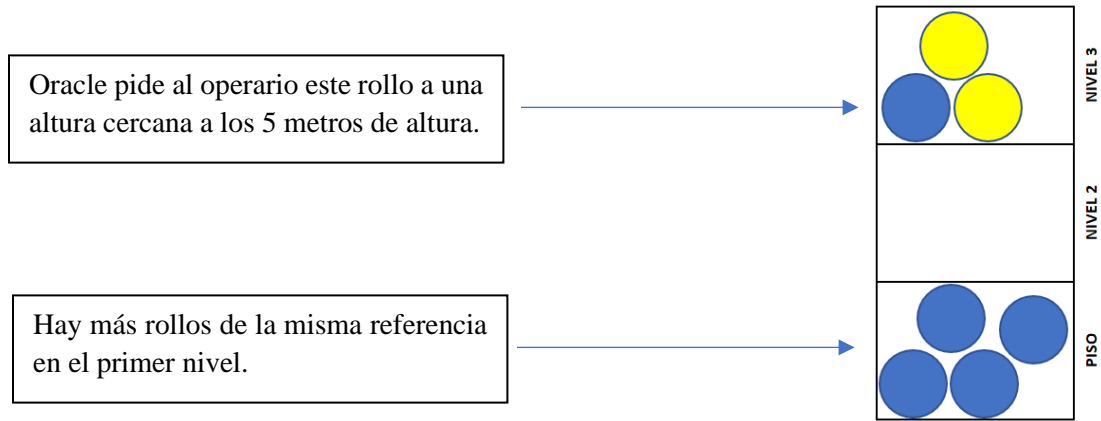 Oracle pide al operario este rollo a una
altura cercana a los 5 metros de altura.
NIVEL 3
NIVEL 2
Hay más rollos de la misma referencia
en el primer nivel.
PISO